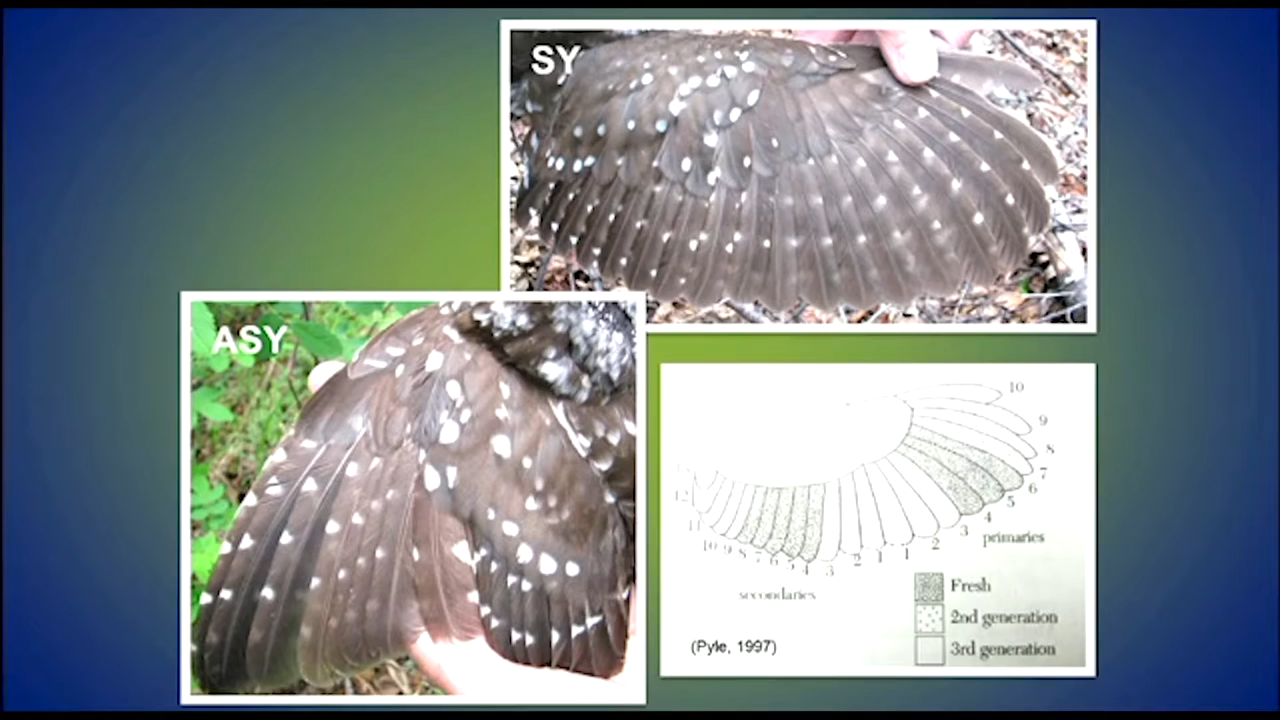 SY
ASY
10
9
8
7
6
5
4
3
2
1
1
2
3
4
5
6
7
8
9
10
11
12
primaries
secondaries
Fresh
2nd generation
3rd generation
(Pyle, 1997)